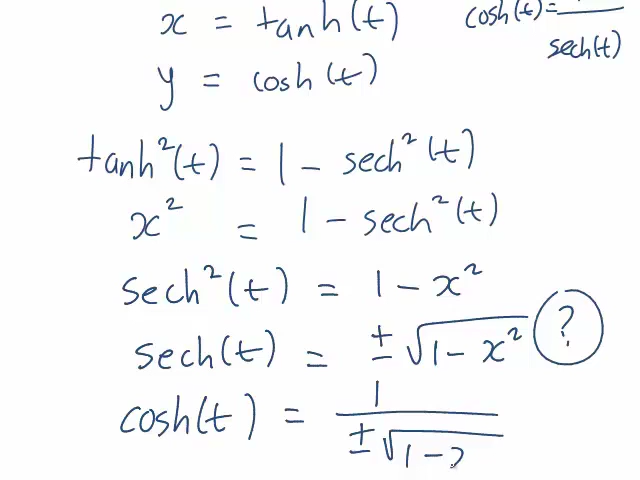 x = tanh(t)
cosh(t) = 
sech(t)
y = cosh(t)
tanh²(t) = 1 - sech²(t)
x² = 1 - sech²(t)
sech²(t) = 1 - x²
sech(t) = ± √1 - x² ?
cosh(t) = 1 / ± √1 -